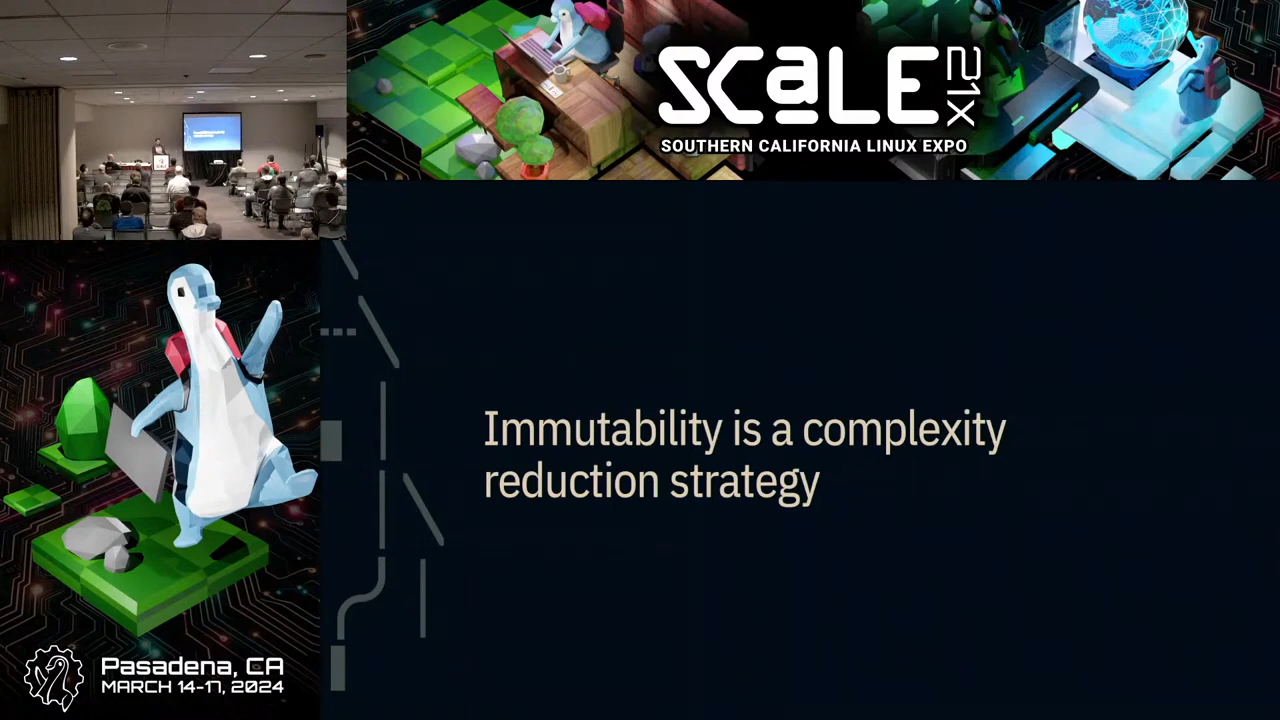 SCaLE 21X
SOUTHERN CALIFORNIA LINUX EXPO
Immutability is a complexity
reduction strategy
Pasadena, CA
MARCH 14-17, 2024